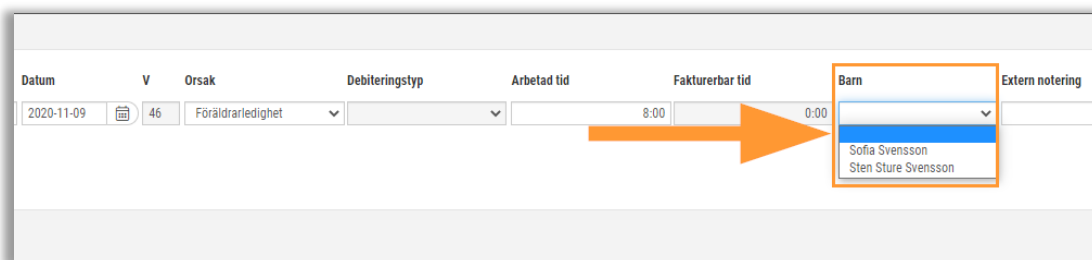 Datum V Orsak Debiteringstyp Arbetad tid Fakturerbar tid Barn Extern notering
2020-11-09 46 Föräldrarledighet 8:00 0:00
Sofia Svensson
Sten Sture Svensson